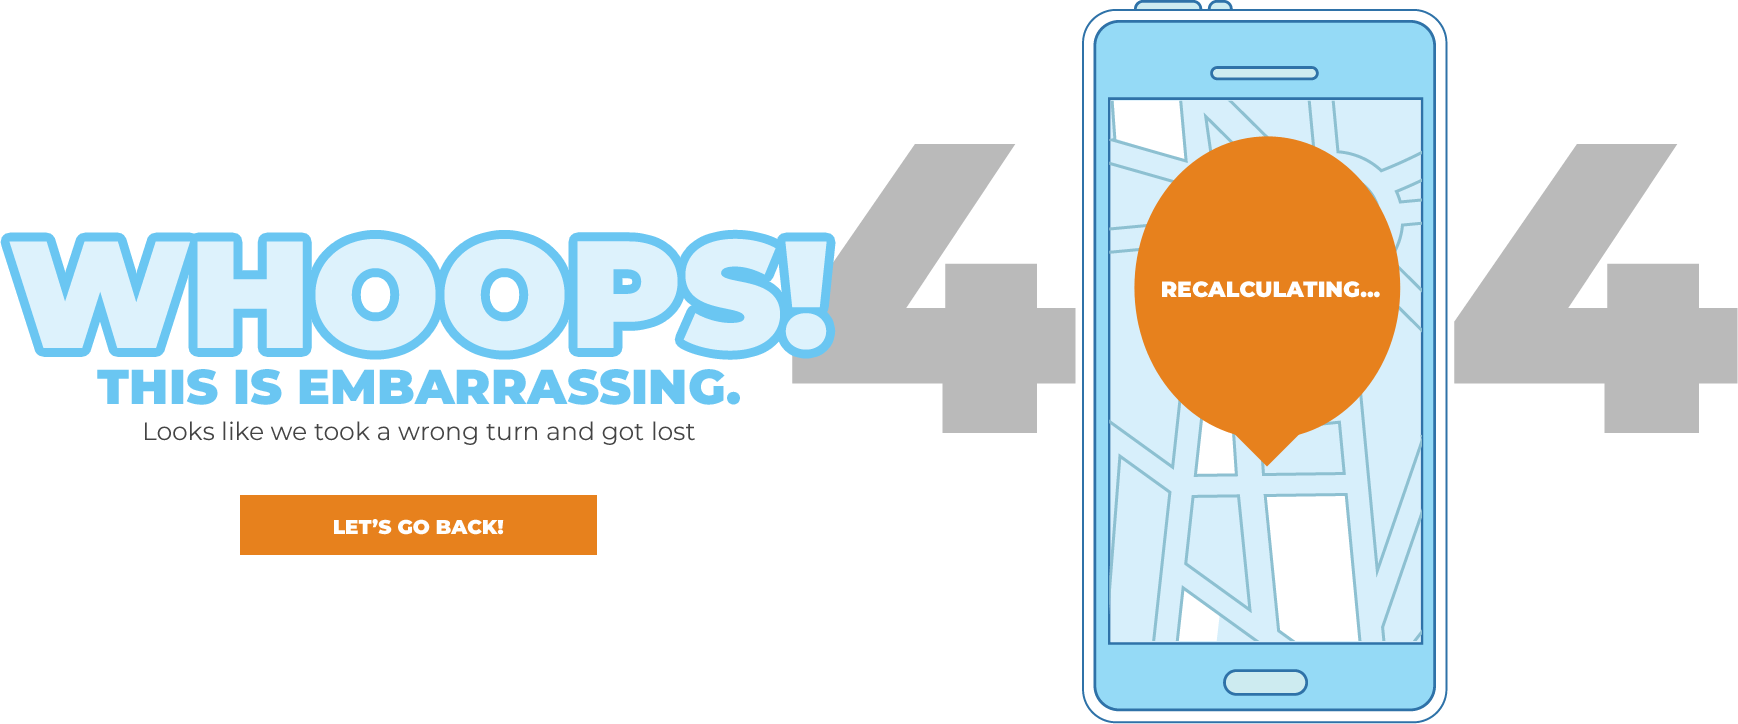 WHOOPS!
THIS IS EMBARRASSING.
Looks like we took a wrong turn and got lost
LET’S GO BACK!
4 4
RECALCULATING...